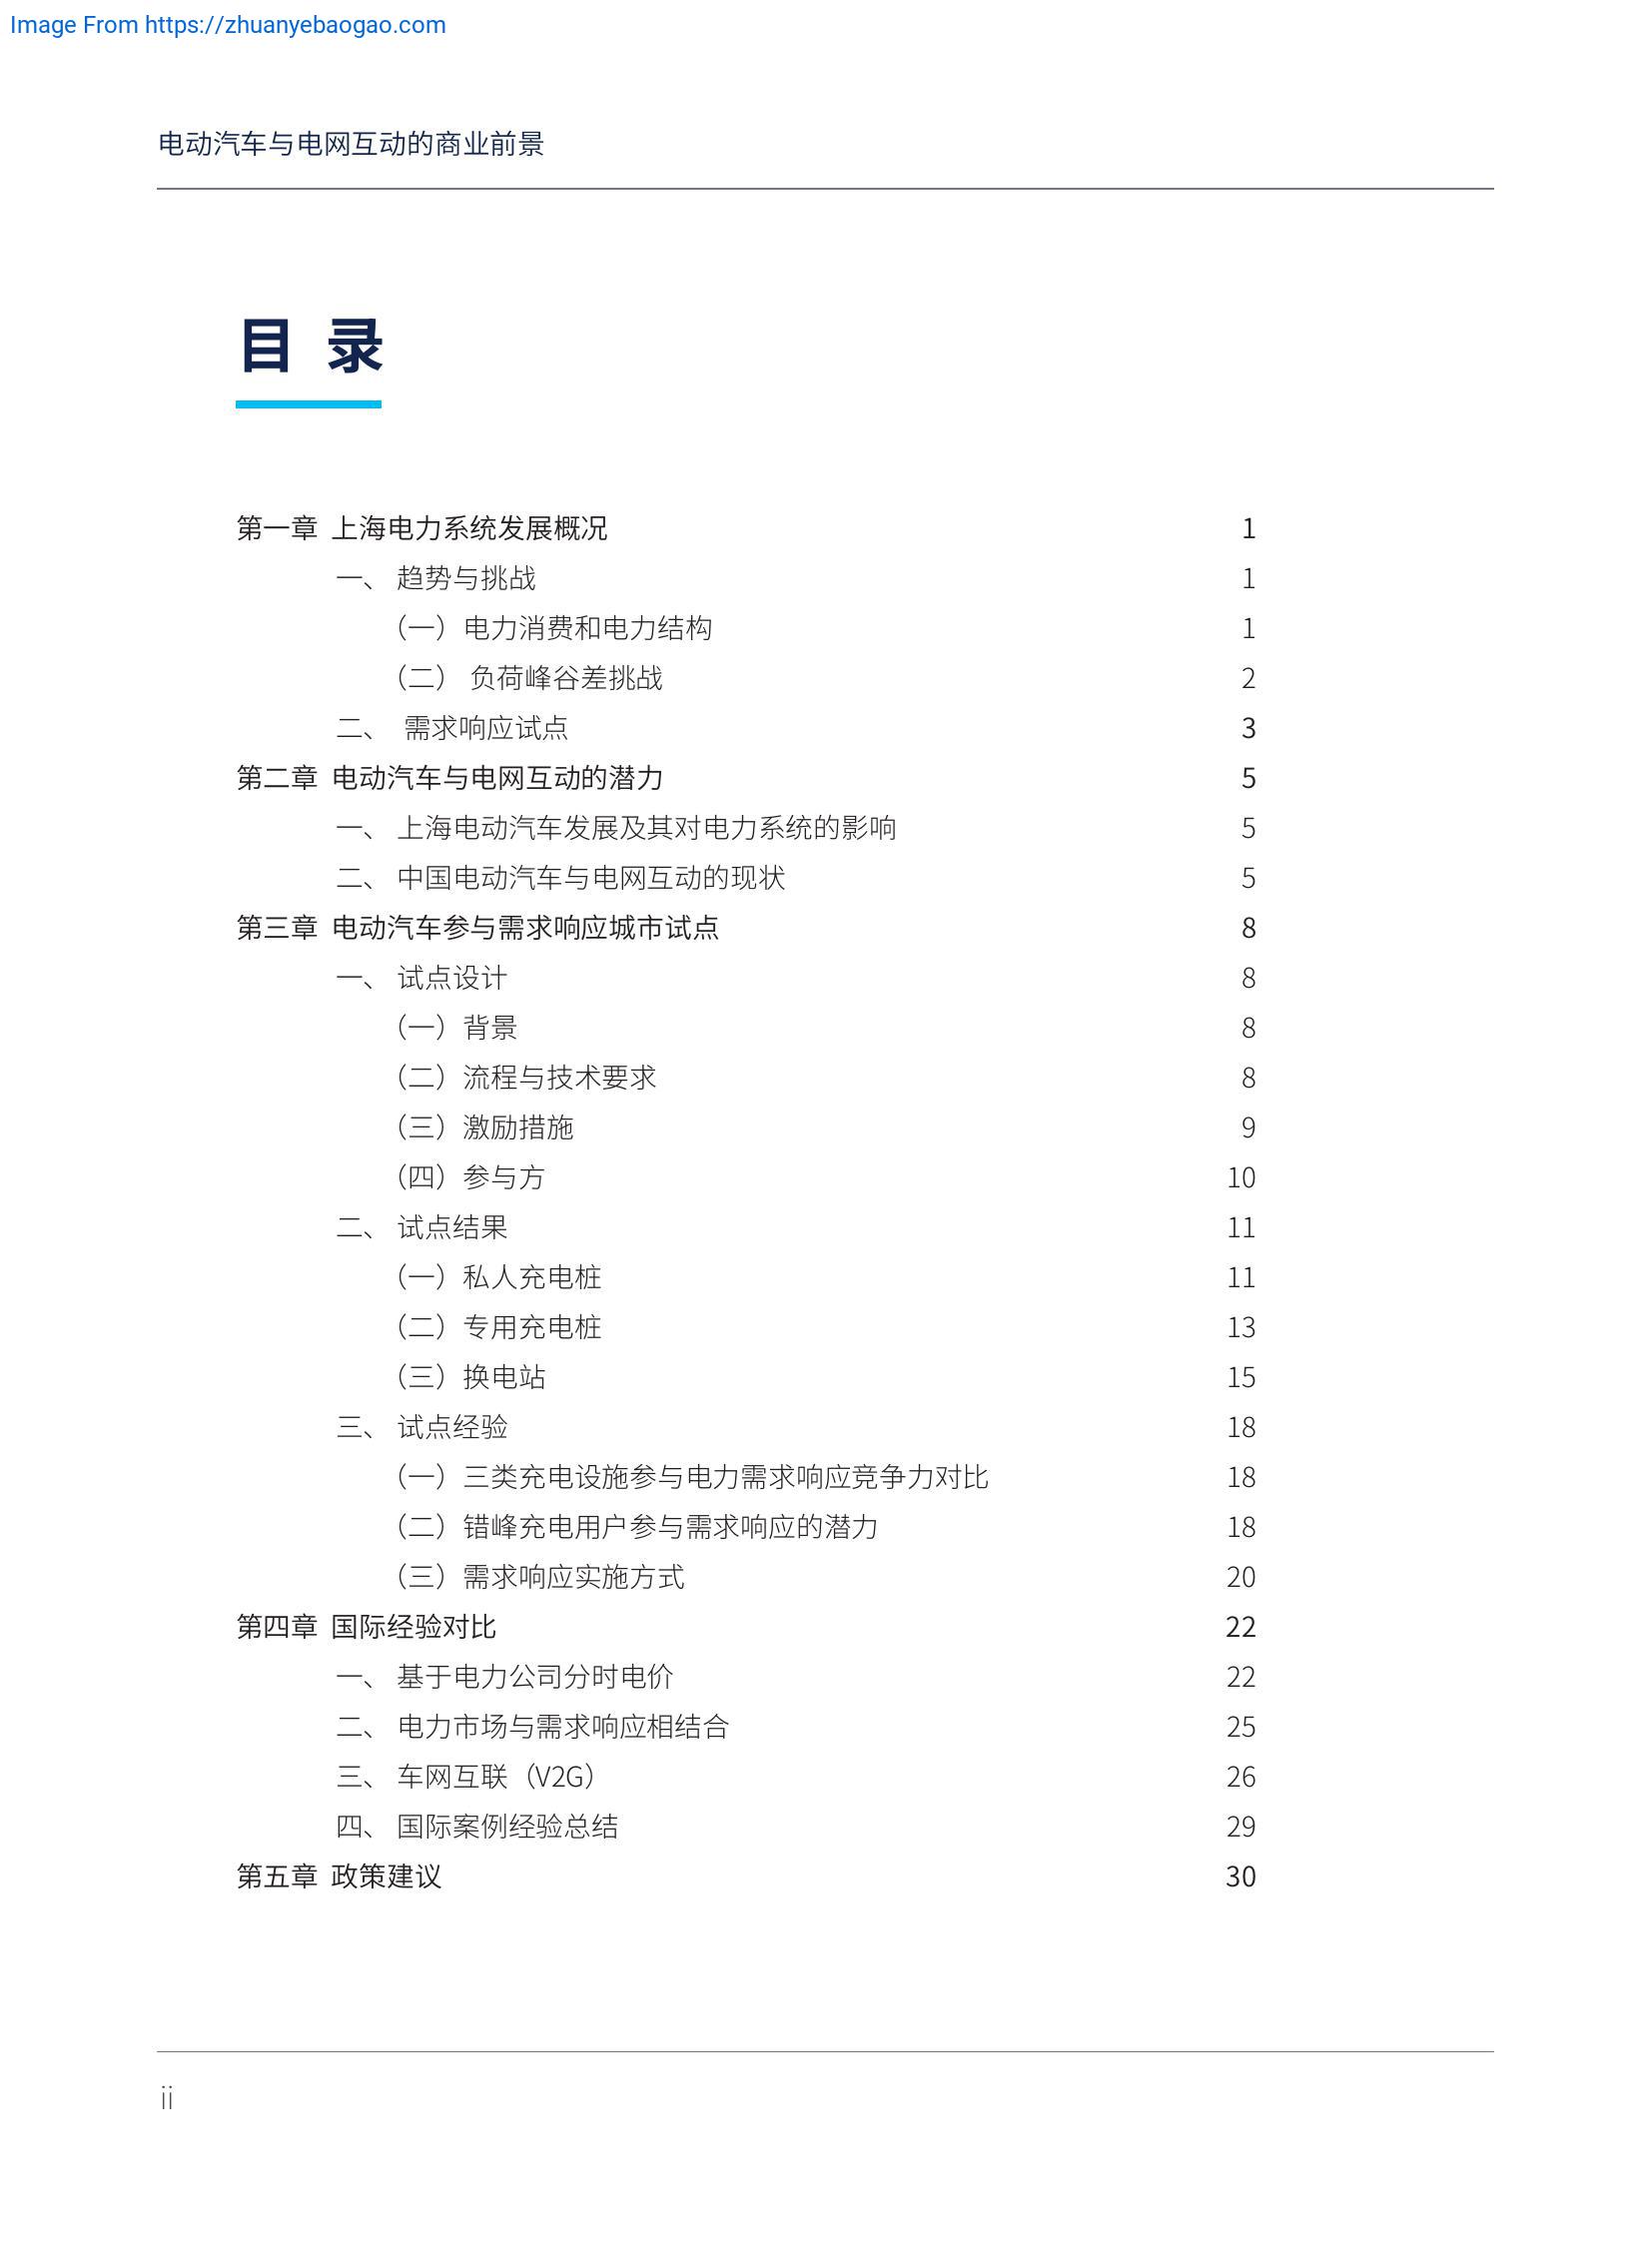 Image From https://zhuanyebaogao.com
电动汽车与电网互动的商业前景
目 录
第一章 上海电力系统发展概况 1
一、 趋势与挑战 1
（一）电力消费和电力结构 1
（二） 负荷峰谷差挑战 2
二、 需求响应试点 3
第二章 电动汽车与电网互动的潜力 5
一、 上海电动汽车发展及其对电力系统的影响 5
二、 中国电动汽车与电网互动的现状 5
第三章 电动汽车参与需求响应城市试点 8
一、 试点设计 8
（一）背景 8
（二）流程与技术要求 8
（三）激励措施 9
（四）参与方 10
二、 试点结果 11
（一）私人充电桩 11
（二）专用充电桩 13
（三）换电站 15
三、 试点经验 18
（一）三类充电设施参与电力需求响应竞争力对比 18
（二）错峰充电用户参与需求响应的潜力 18
（三）需求响应实施方式 20
第四章 国际经验对比 22
一、 基于电力公司分时电价 22
二、 电力市场与需求响应相结合 25
三、 车网互联（V2G） 26
四、 国际案例经验总结 29
第五章 政策建议 30
ii